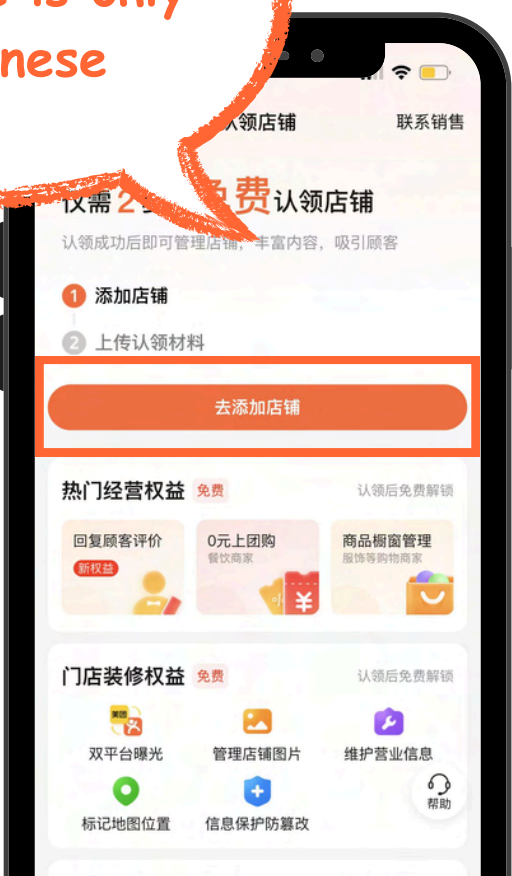 is only
nese
认领店铺
联系销售
仅需2步 免费认领店铺
认领成功后即可管理店铺，丰富内容，吸引顾客
1 添加店铺
2 上传认领材料
去添加店铺
热门经营权益 免费
认领后免费解锁
回复顾客评价
新权益
0元上团购
餐饮商家
商品橱窗管理
服饰等购物商家
¥
门店装修权益 免费
认领后免费解锁
美团
双平台曝光
管理店铺图片
维护营业信息
标记地图位置
信息保护防篡改
帮助